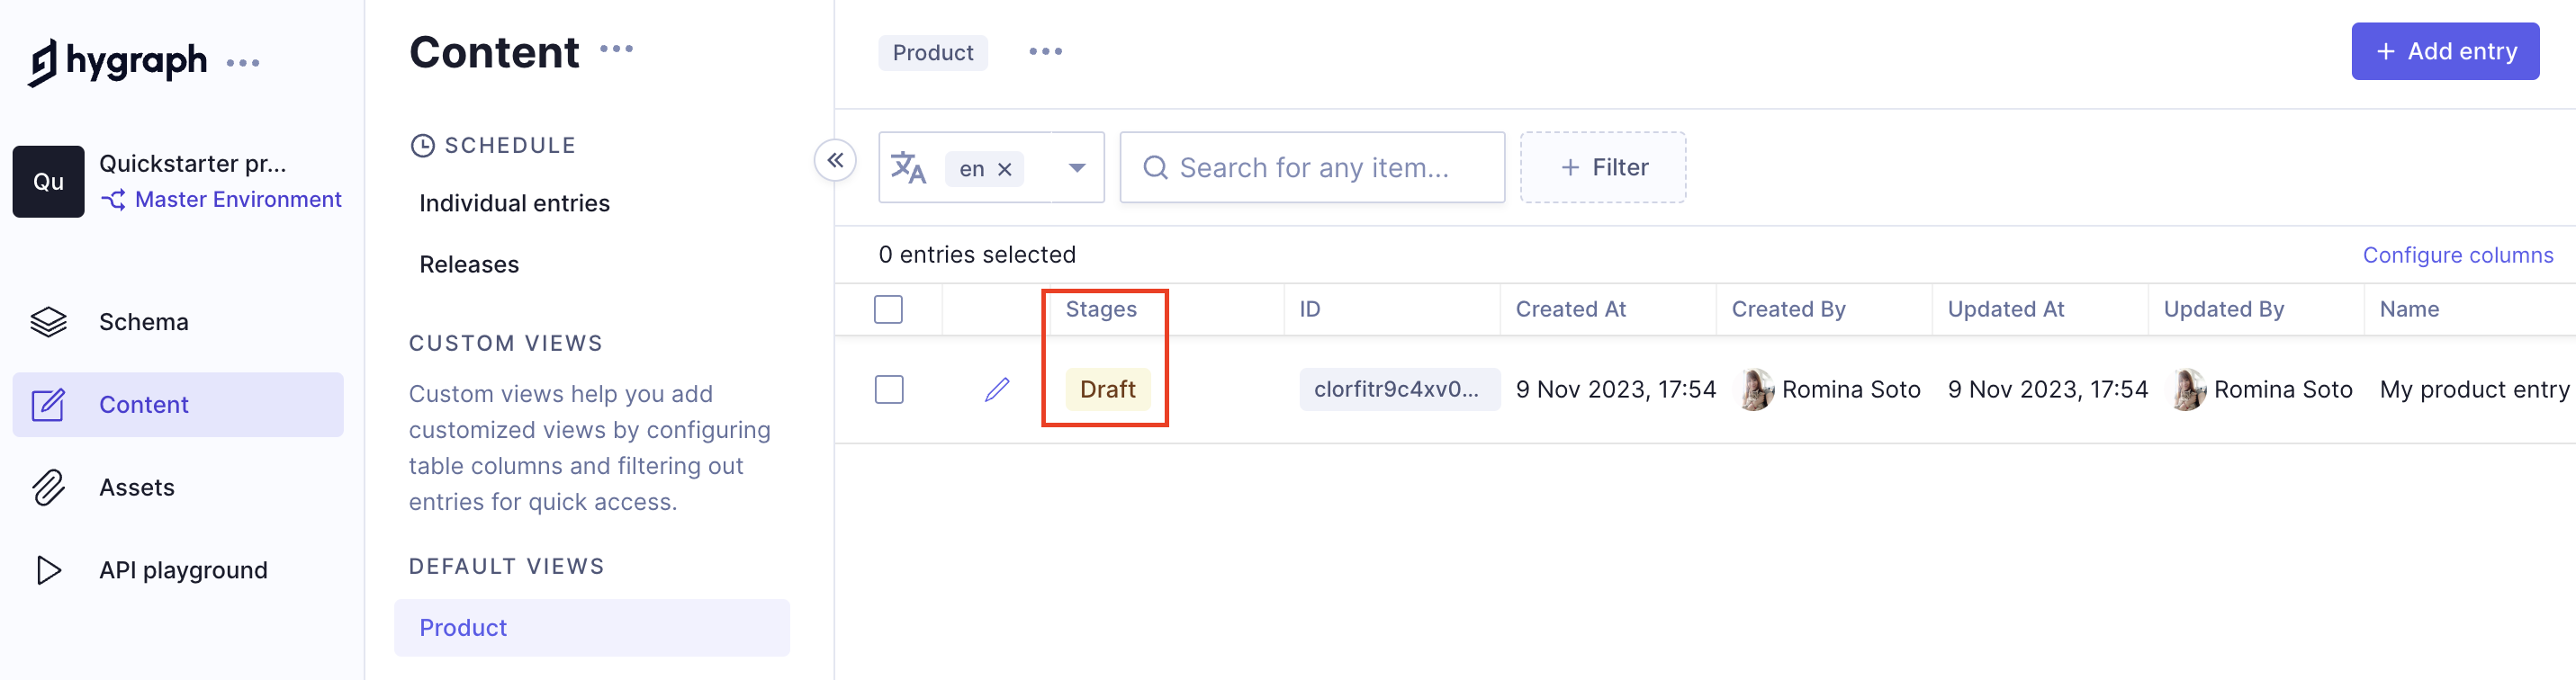 hygraph
Qu
Quickstarter pr...
Master Environment
Schema
Content
Assets
API playground
Content
SCHEDULE
Individual entries
Releases
CUSTOM VIEWS
Custom views help you add
customized views by configuring
table columns and filtering out
entries for quick access.
DEFAULT VIEWS
Product
Product
+ Add entry
en
Search for any item...
+ Filter
0 entries selected
Configure columns
Stages ID Created At Created By Updated At Updated By Name
Draft clorfitr9c4xv0... 9 Nov 2023, 17:54 Romina Soto 9 Nov 2023, 17:54 Romina Soto My product entry